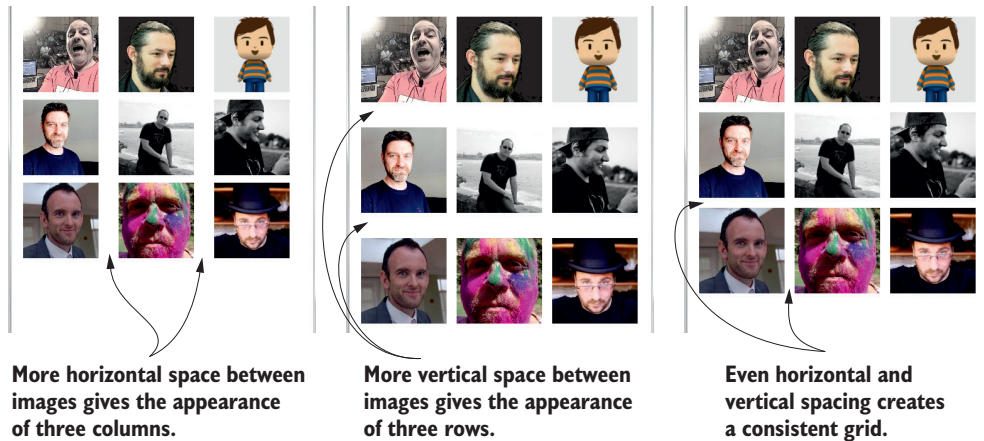 More horizontal space between
images gives the appearance
of three columns.
More vertical space between
images gives the appearance
of three rows.
Even horizontal and
vertical spacing creates
a consistent grid.